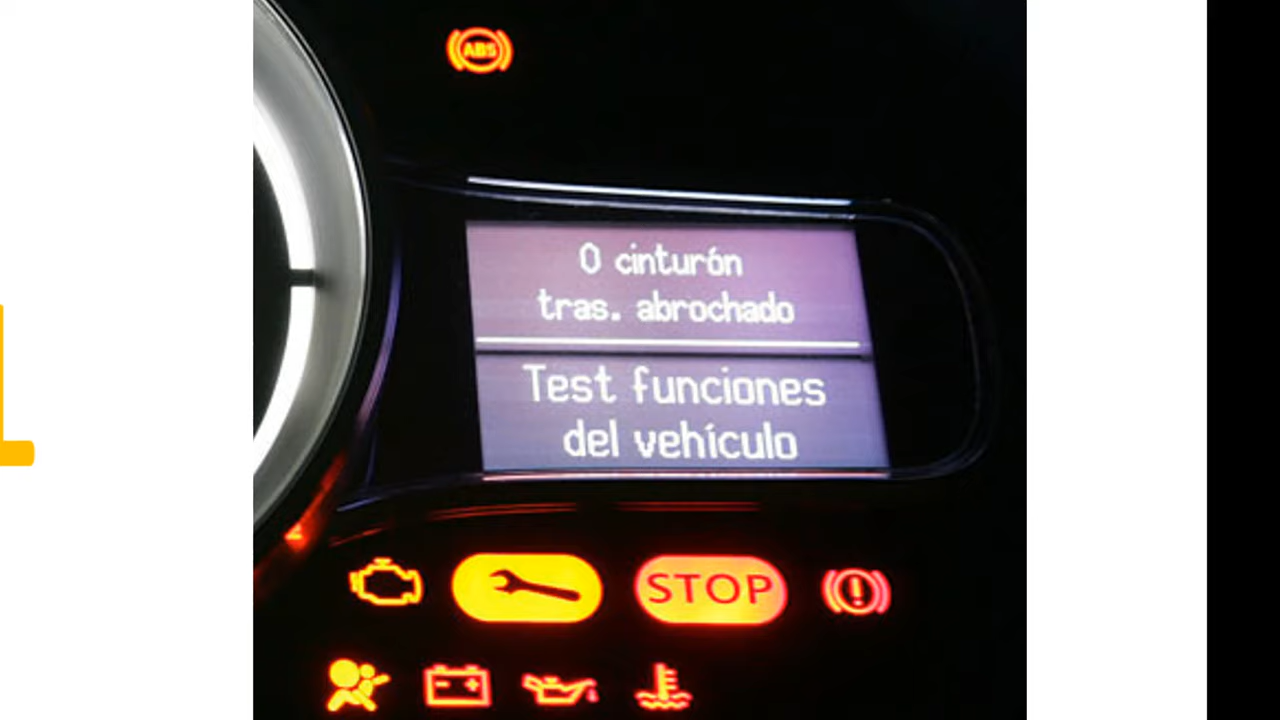 ABS
0 cinturón
tras. abrochado
Test funciones
del vehículo
STOP